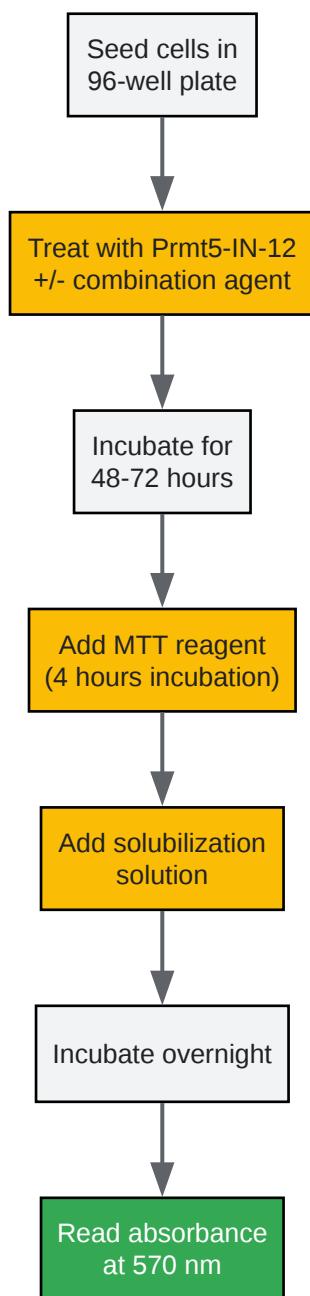 Seed cells in
96-well plate
Treat with Prmt5-IN-12
+/- combination agent
Incubate for
48-72 hours
Add MTT reagent
(4 hours incubation)
Add solubilization
solution
Incubate overnight
Read absorbance
at 570 nm